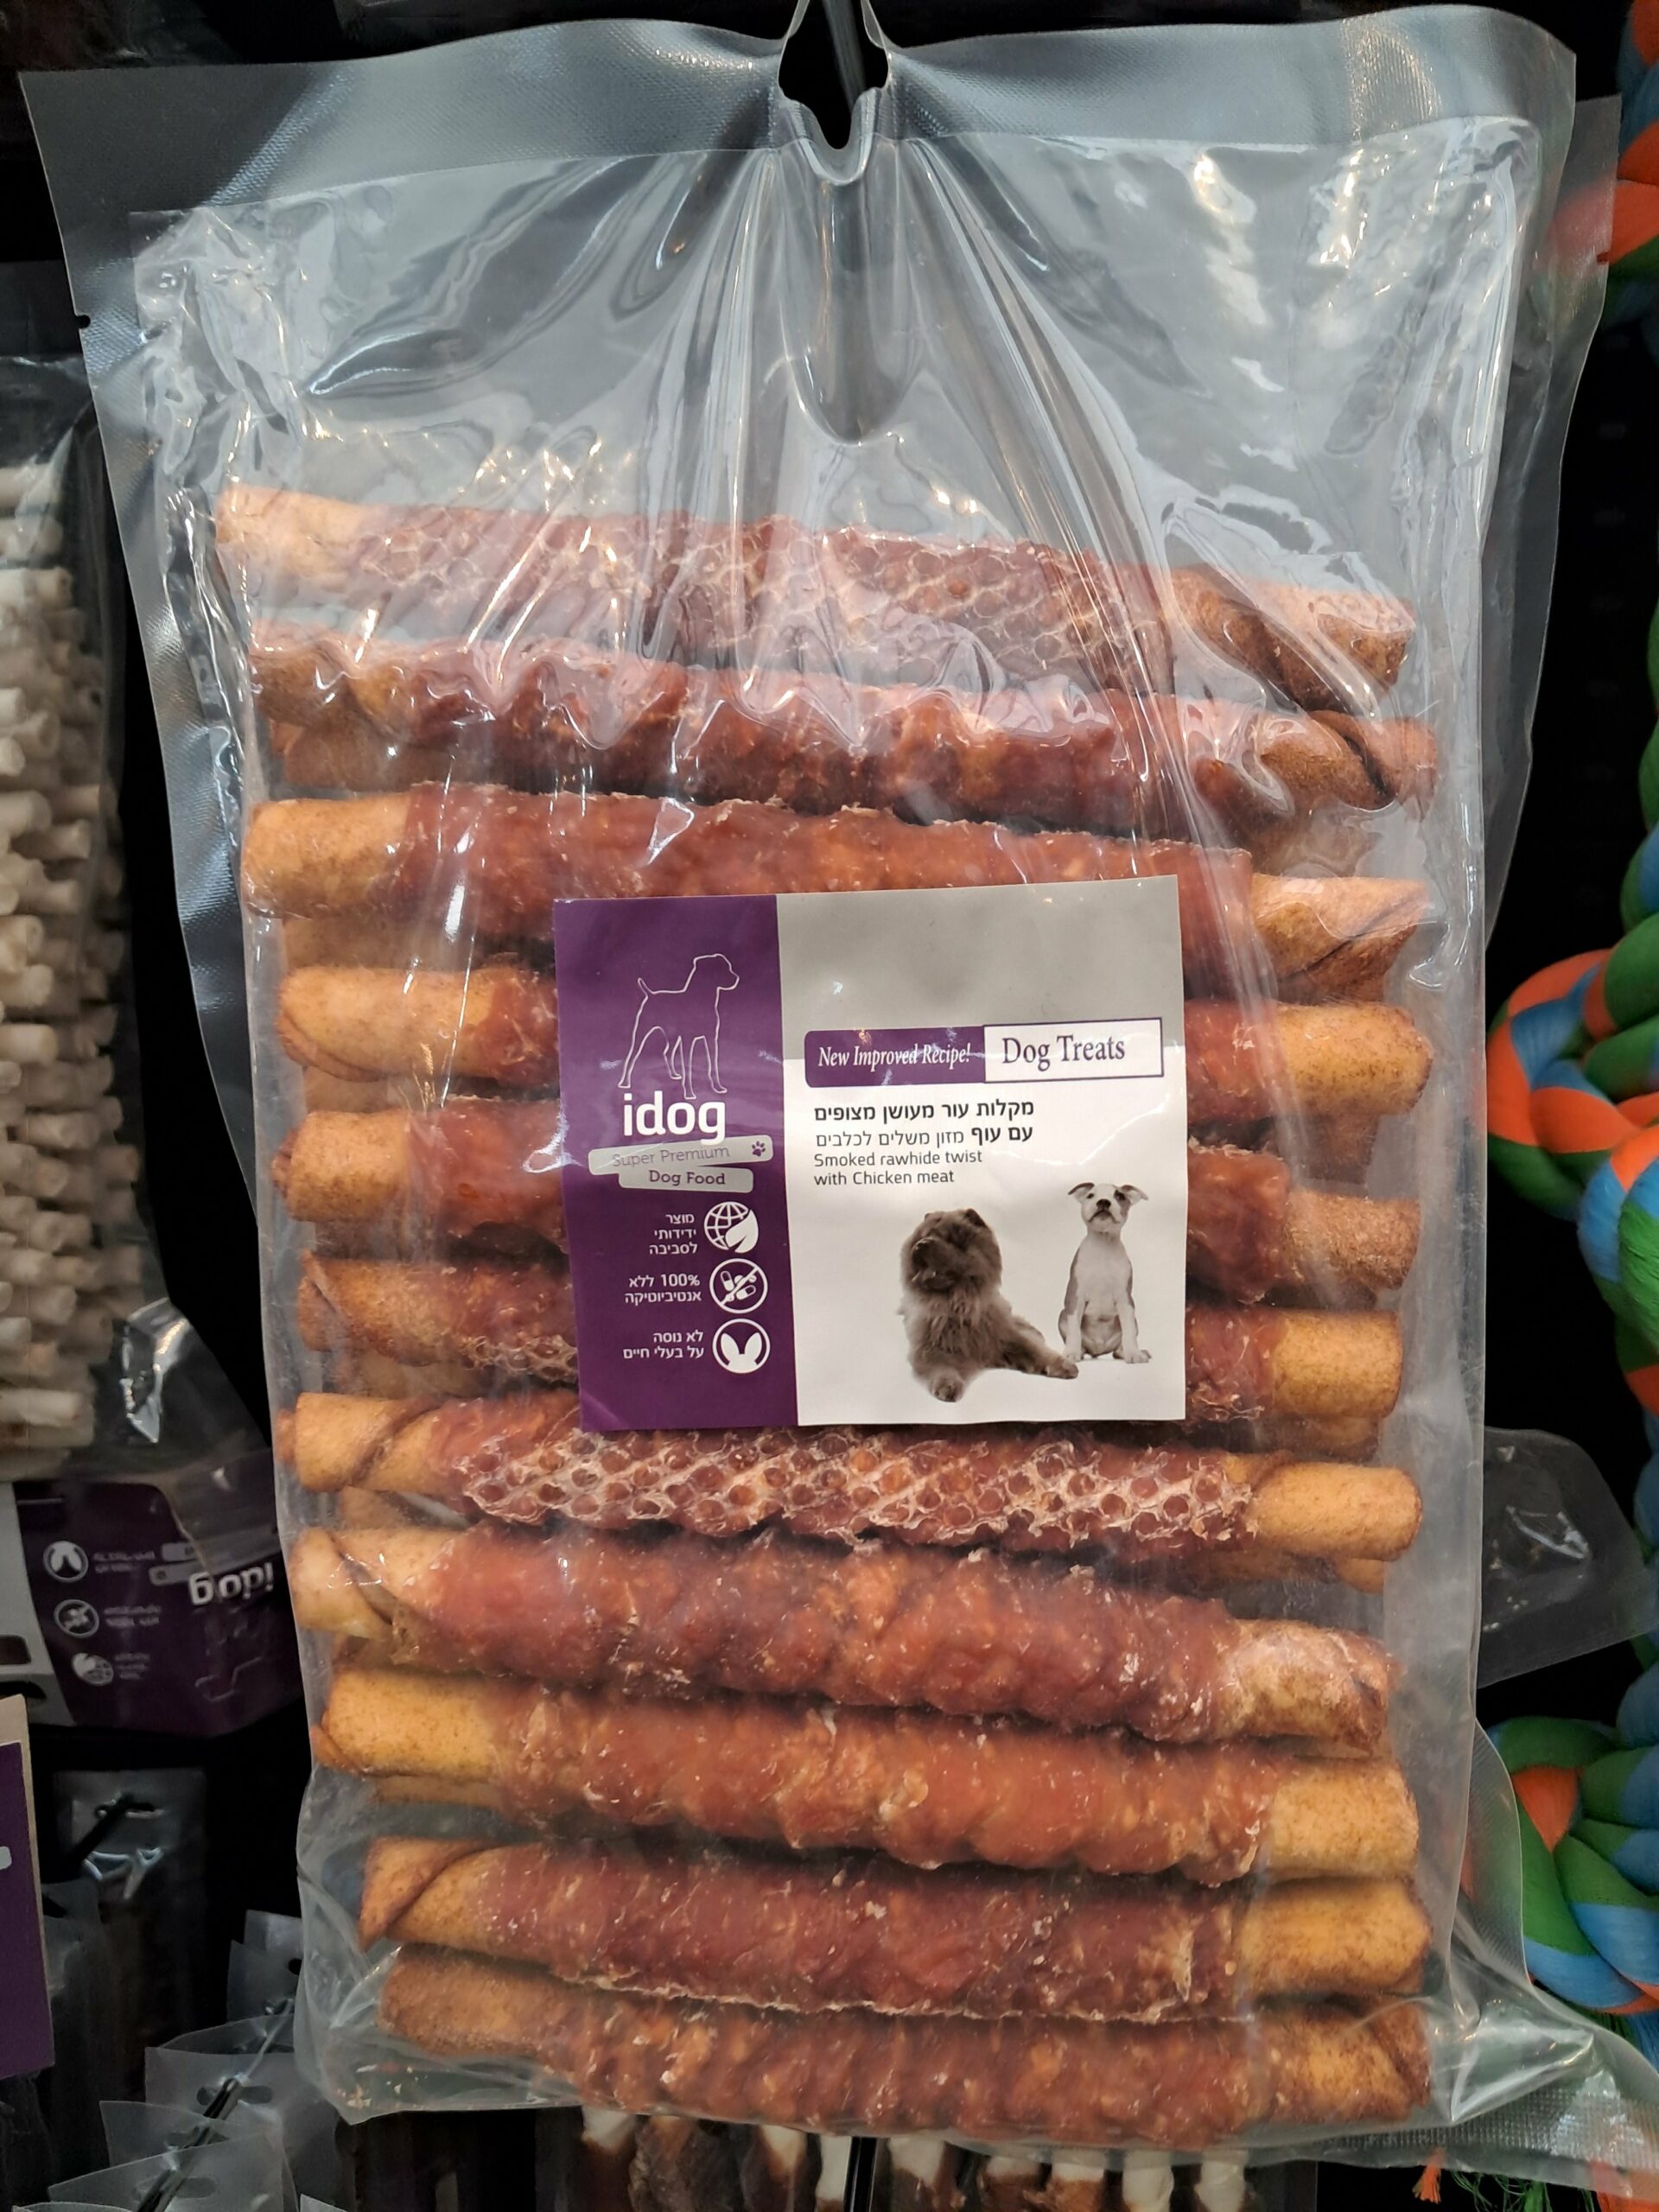 idog
Super Premium
Dog Food
מוצר
ידידותי
לסביבה
100% ללא
אנטיביוטיקה
לא נוסה
על בעלי חיים
New Improved Recipe!
Dog Treats
מקלות עור מעושן מצופים
עם עוף מזון משלים לכלבים
Smoked rawhide twist
with Chicken meat
idog